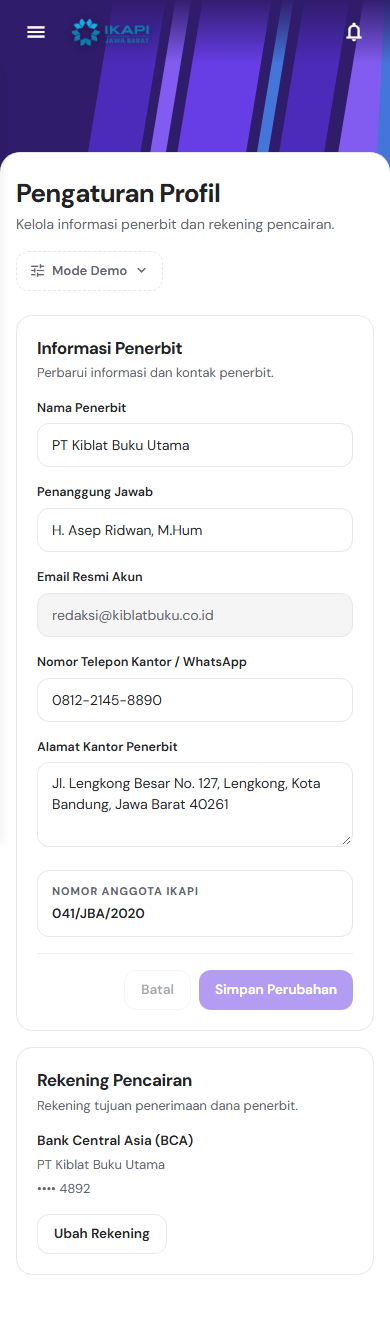 IKAPI
JAWA BARAT
Pengaturan Profil
Kelola informasi penerbit dan rekening pencairan.
Mode Demo
Informasi Penerbit
Perbarui informasi dan kontak penerbit.
Nama Penerbit
PT Kiblat Buku Utama
Penanggung Jawab
H. Asep Ridwan, M.Hum
Email Resmi Akun
redaksi@kiblatbuku.co.id
Nomor Telepon Kantor / WhatsApp
0812-2145-8890
Alamat Kantor Penerbit
Jl. Lengkong Besar No. 127, Lengkong, Kota
Bandung, Jawa Barat 40261
NOMOR ANGGOTA IKAPI
041/JBA/2020
Batal
Simpan Perubahan
Rekening Pencairan
Rekening tujuan penerimaan dana penerbit.
Bank Central Asia (BCA)
PT Kiblat Buku Utama
•••• 4892
Ubah Rekening